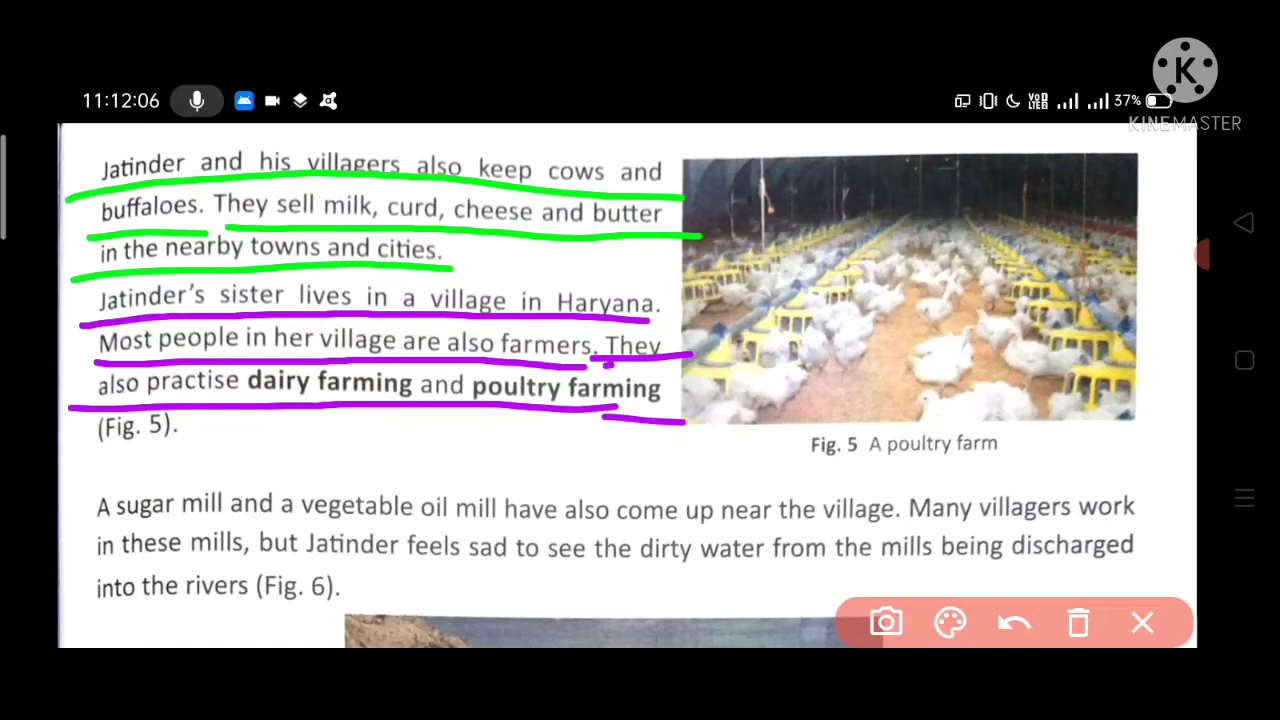 K
KINEMASTER
11:12:06
37%
Jatinder and his villagers also keep cows and
buffaloes. They sell milk, curd, cheese and butter
in the nearby towns and cities.
Jatinder's sister lives in a village in Haryana.
Most people in her village are also farmers. They
also practise dairy farming and poultry farming
(Fig. 5).
Fig. 5 A poultry farm
A sugar mill and a vegetable oil mill have also come up near the village. Many villagers work
in these mills, but Jatinder feels sad to see the dirty water from the mills being discharged
into the rivers (Fig. 6).